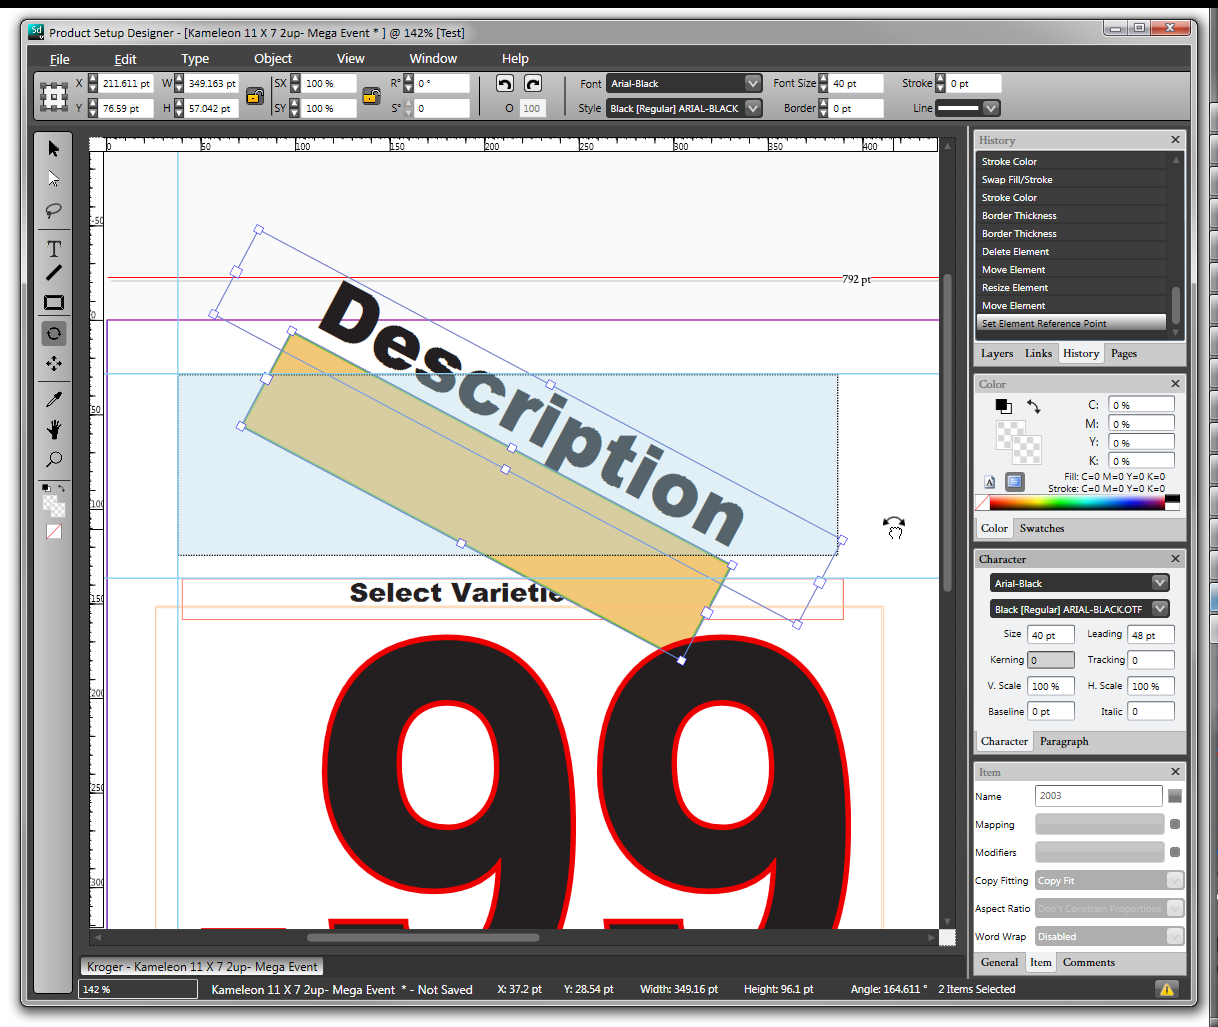 Sd Product Setup Designer - [Kameleon 11 X 7 2up- Mega Event * ] @ 142% [Test]
File Edit Type Object View Window Help
X 211.611 pt W 349.163 pt SX 100 % R° 0 ° Font Arial-Black Font Size 40 pt Stroke 0 pt
Y 76.59 pt H 57.042 pt SY 100 % S° 0 O 100 Style Black [Regular] ARIAL-BLACK Border 0 pt Line
0 50 100 150 200 250 300 350 400
-50
0
50
100
150
200
250
300
792 pt
Description
Select Varietie
99
History
Stroke Color
Swap Fill/Stroke
Stroke Color
Border Thickness
Border Thickness
Delete Element
Move Element
Resize Element
Move Element
Set Element Reference Point
Layers Links History Pages
Color
C: 0 %
M: 0 %
Y: 0 %
K: 0 %
A
Fill: C=0 M=0 Y=0 K=0
Stroke: C=0 M=0 Y=0 K=0
Color Swatches
Character
Arial-Black
Black [Regular] ARIAL-BLACK.OTF
Size 40 pt Leading 48 pt
Kerning 0 Tracking 0
V. Scale 100 % H. Scale 100 %
Baseline 0 pt Italic 0
Character Paragraph
Item
Name 2003
Mapping
Modifiers
Copy Fitting Copy Fit
Aspect Ratio Don't Constrain Proportions
Word Wrap Disabled
General Item Comments
T
Kroger - Kameleon 11 X 7 2up- Mega Event
142 % Kameleon 11 X 7 2up- Mega Event * - Not Saved X: 37.2 pt Y: 28.54 pt Width: 349.16 pt Height: 96.1 pt Angle: 164.611 ° 2 Items Selected